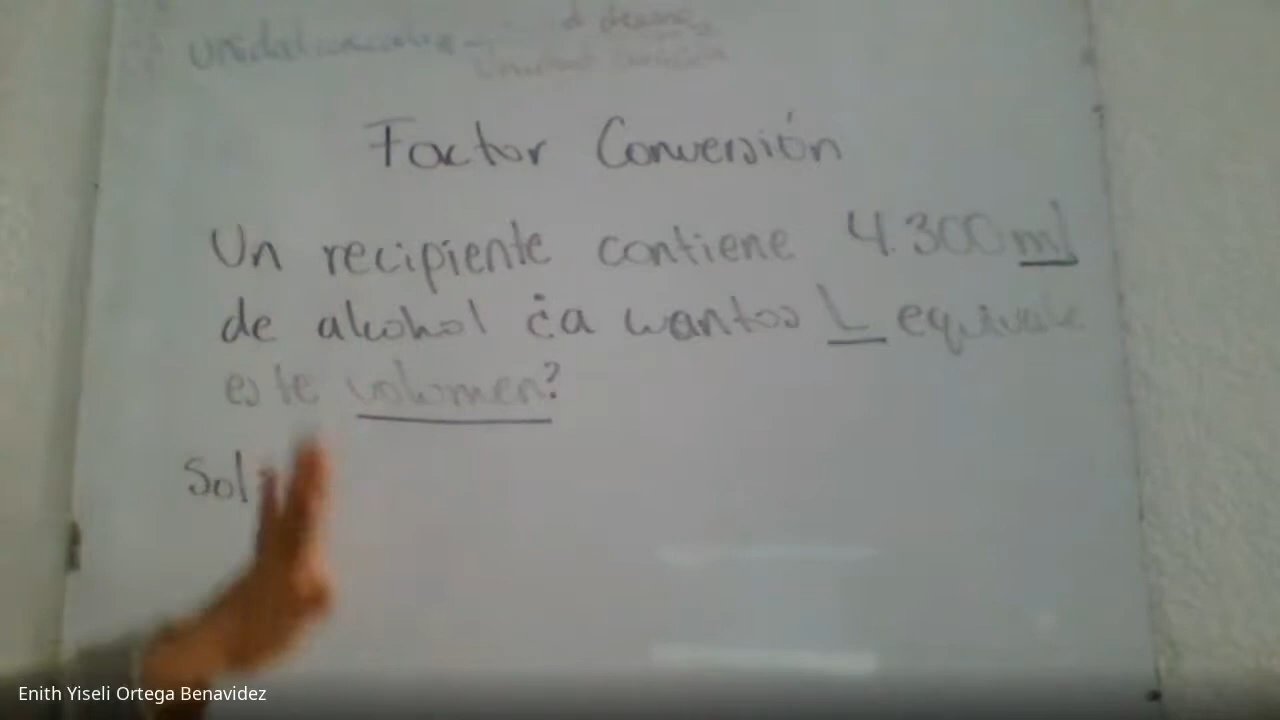 Factor Conversión
Un recipiente contiene 4.300 ml
de alcohol ¿a cuantos L equivale
este volumen?
Sol
Enith Yiseli Ortega Benavidez